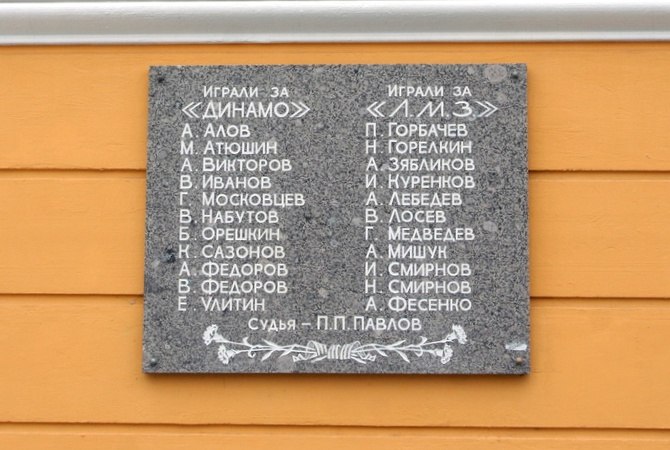 Играли за
«ДИНАМО»
А. Алов
М. Атюшин
А. Викторов
В. Иванов
Г. Московцев
В. Набутов
Б. Орешкин
К. Сазонов
А. Федоров
В. Федоров
Е. Улитин
Играли за
«Л.М.З.»
П. Горбачев
Н. Горелкин
А. Зябликов
И. Куренков
А. Лебедев
В. Лосев
Г. Медведев
А. Мишук
И. Смирнов
Н. Смирнов
А. Фесенко
Судья – П.П. Павлов